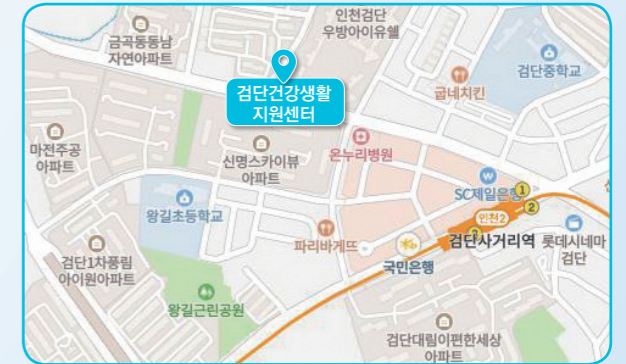 인천검단
우방아이유쉘
금곡동동남
자연아파트
검단중학교
굽네치킨
검단건강생활
지원센터
마전주공
아파트
신명스카이뷰
아파트
온누리병원
SC제일은행
1
2
인천2
왕길초등학교
파리바게뜨
검단사거리역
롯데시네마
검단
국민은행
검단1차풍림
아이원아파트
왕길근린공원
검단대림이편한세상
아파트